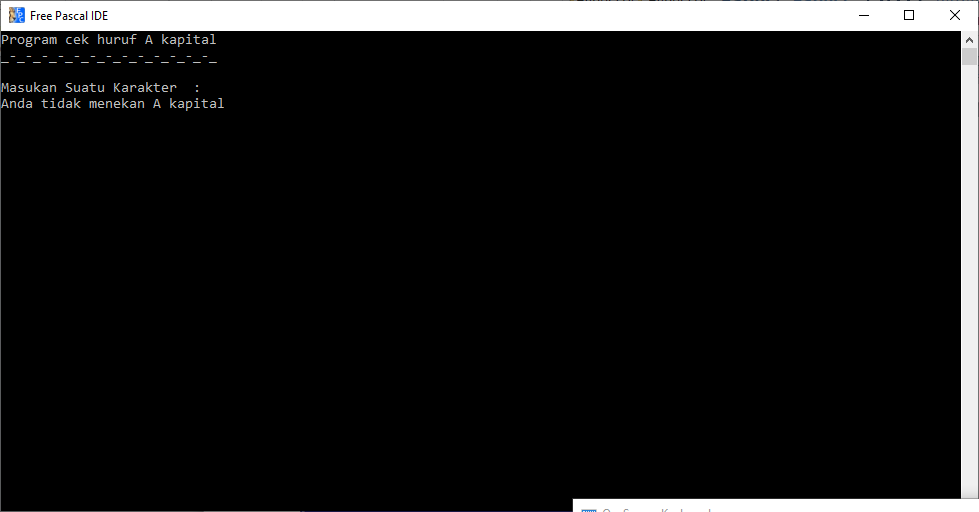 Free Pascal IDE
Program cek huruf A kapital
_-_-_-_-_-_-_-_-_-_-_-_-_-_
Masukan Suatu Karakter  :
Anda tidak menekan A kapital